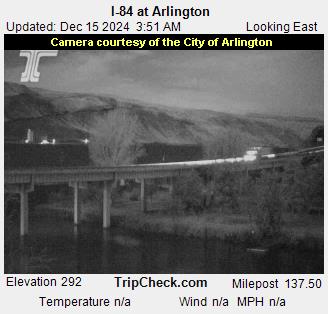 I-84 at Arlington
Updated: Dec 15 2024 3:51 AM Looking East
Camera courtesy of the City of Arlington
Elevation 292 TripCheck.com Milepost 137.50
Temperature n/a Wind n/a MPH n/a